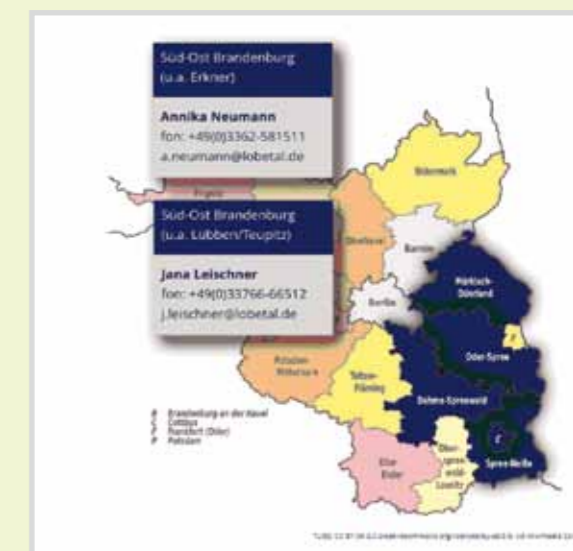 Süd-Ost Brandenburg
(u.a. Erkner)
Annika Neumann
fon: +49(0)3362-581511
a.neumann@lobetal.de
Prignitz
Uckermark
Süd-Ost Brandenburg
(u.a. Lübben/Teupitz)
Jana Leischner
fon: +49(0)33766-66512
j.leischner@lobetal.de
Oberhavel
Barnim
Märkisch-
Oderland
Berlin
F
Oder-Spree
Potsdam-
Mittelmark
Teltow-
Fläming
Dahme-Spreewald
B Brandenburg an der Havel
C Cottbus
F Frankfurt (Oder)
P Potsdam
Elbe-
Elster
Ober-
spree-
wald-
Lausitz
C
Spree-Neiße